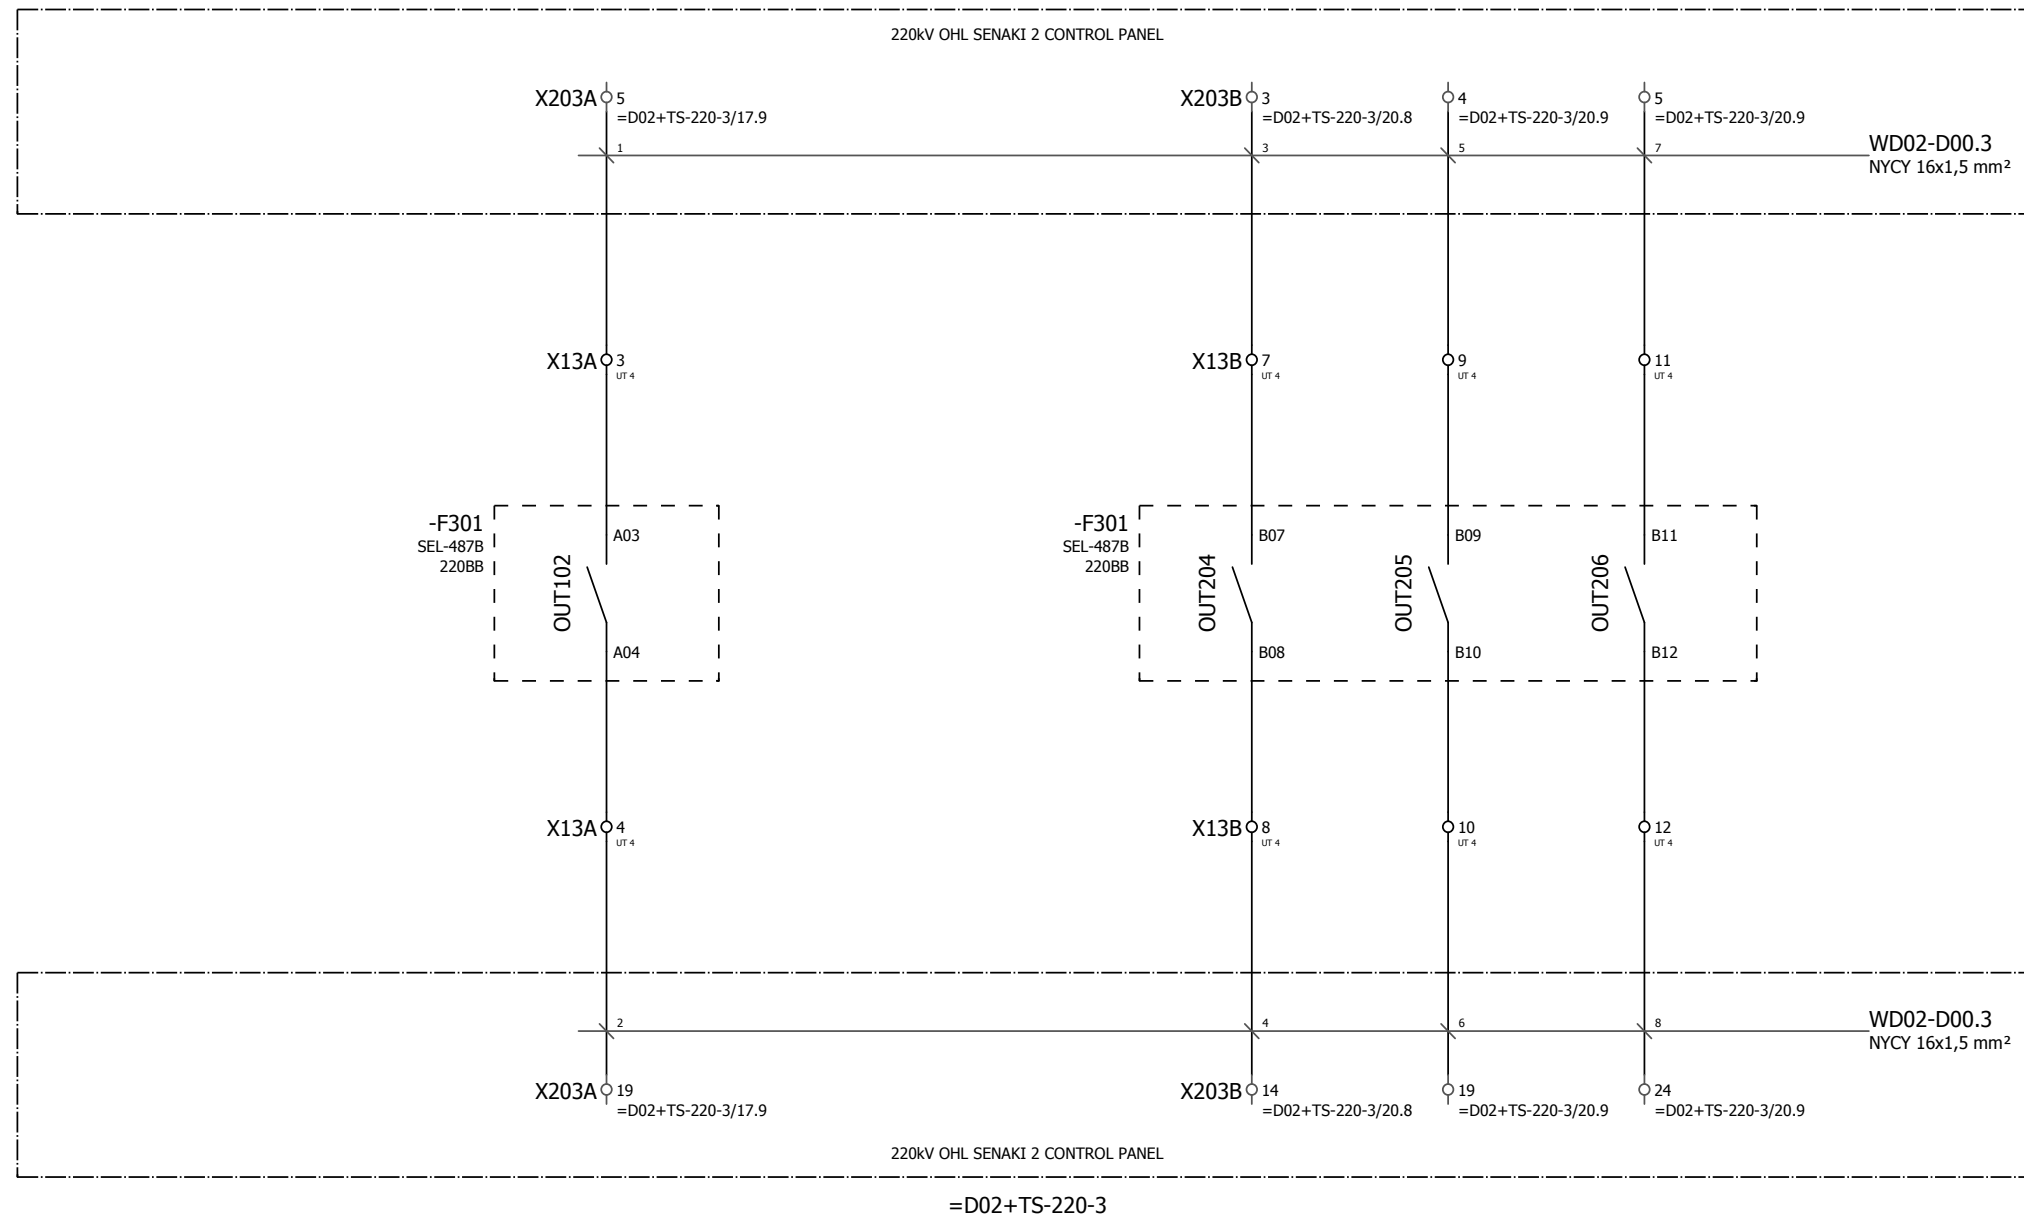 220kV OHL SENAKI 2 CONTROL PANEL
X203A 5 X203B 3 4 5
=D02+TS-220-3/17.9 =D02+TS-220-3/20.8 =D02+TS-220-3/20.9 =D02+TS-220-3/20.9
1 3 5 7 WD02-D00.3
NYCY 16x1,5 mm²
X13A 3 X13B 7 9 11
UT 4 UT 4 UT 4 UT 4
-F301 -F301
A03 B07 B09 B11
SEL-487B SEL-487B
220BB 220BB
OUT102 OUT204 OUT205 OUT206
A04 B08 B10 B12
X13A 4 X13B 8 10 12
UT 4 UT 4 UT 4 UT 4
2 4 6 8 WD02-D00.3
NYCY 16x1,5 mm²
X203A 19 X203B 14 19 24
=D02+TS-220-3/17.9 =D02+TS-220-3/20.8 =D02+TS-220-3/20.9 =D02+TS-220-3/20.9
220kV OHL SENAKI 2 CONTROL PANEL
=D02+TS-220-3